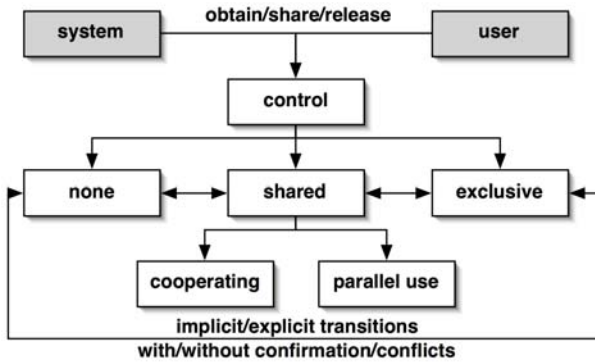 obtain/share/release
system
user
control
none
shared
exclusive
cooperating
parallel use
implicit/explicit transitions
with/without confirmation/conflicts